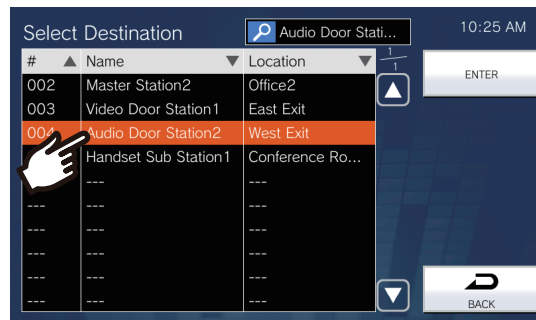 Select Destination
Audio Door Stati...
10:25 AM
# Name Location
1
1
ENTER
002 Master Station2 Office2
003 Video Door Station1 East Exit
004 Audio Door Station2 West Exit
Handset Sub Station1 Conference Ro...
--- ---
--- --- ---
--- --- ---
--- --- ---
--- --- ---
--- --- ---
BACK